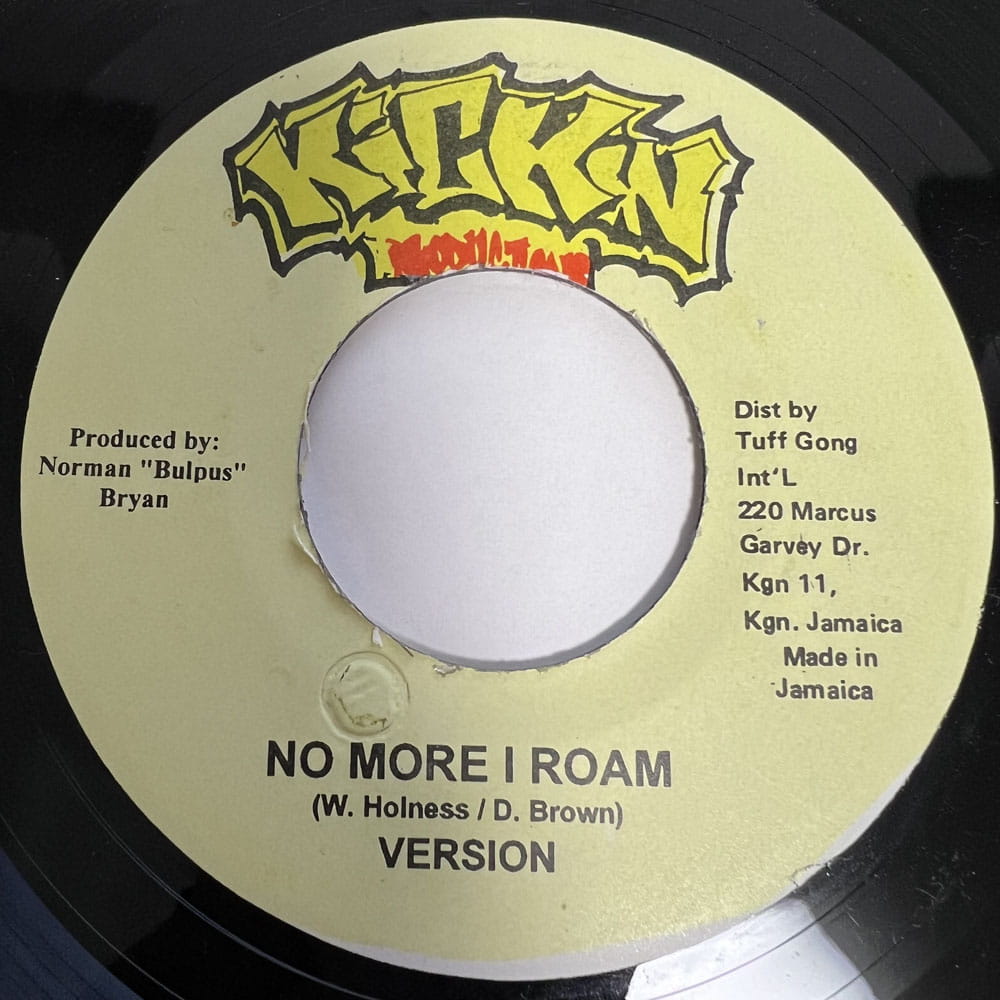 KiCKiN
PRODUCTIONS
Produced by:
Norman "Bulpus"
Bryan
Dist by
Tuff Gong
Int'L
220 Marcus
Garvey Dr.
Kgn 11,
Kgn. Jamaica
Made in
Jamaica
NO MORE I ROAM
(W. Holness / D. Brown)
VERSION